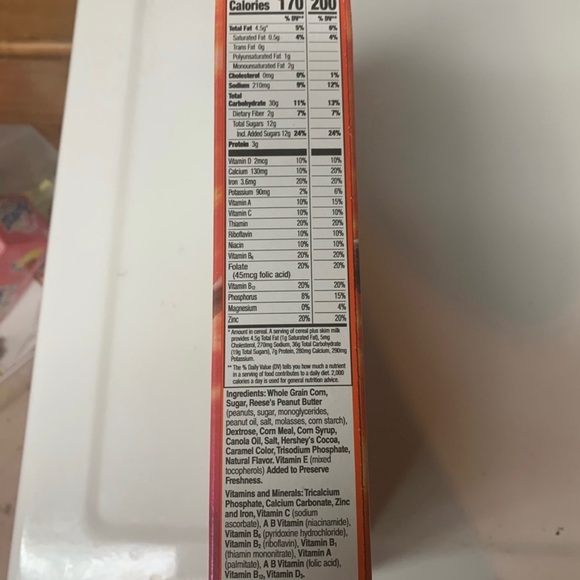 Calories 170 200
% DV** % DV**
Total Fat 4.5g* 5% 6%
Saturated Fat 0.5g 4% 4%
Trans Fat 0g
Polyunsaturated Fat 1g
Monounsaturated Fat 2g
Cholesterol 0mg 0% 1%
Sodium 210mg 9% 12%
Total
Carbohydrate 30g 11% 13%
Dietary Fiber 2g 7% 7%
Total Sugars 12g
Incl. Added Sugars 12g 24% 24%
Protein 3g
Vitamin D 2mcg 10% 10%
Calcium 130mg 10% 20%
Iron 3.6mg 20% 20%
Potassium 90mg 2% 6%
Vitamin A 10% 15%
Vitamin C 10% 10%
Thiamin 20% 20%
Riboflavin 10% 10%
Niacin 10% 10%
Vitamin B₆ 20% 20%
Folate 20% 20%
(45mcg folic acid)
Vitamin B₁₂ 20% 20%
Phosphorus 8% 15%
Magnesium 0% 4%
Zinc 20% 20%
* Amount in cereal. A serving of cereal plus skim milk
provides 4.5g Total Fat (1g Saturated Fat), 5mg
Cholesterol, 270mg Sodium, 36g Total Carbohydrate
(19g Total Sugars), 7g Protein, 280mg Calcium, 290mg
Potassium.
** The % Daily Value (DV) tells you how much a nutrient
in a serving of food contributes to a daily diet. 2,000
calories a day is used for general nutrition advice.
Ingredients: Whole Grain Corn,
Sugar, Reese's Peanut Butter
(peanuts, sugar, monoglycerides,
peanut oil, salt, molasses, corn starch),
Dextrose, Corn Meal, Corn Syrup,
Canola Oil, Salt, Hershey's Cocoa,
Caramel Color, Trisodium Phosphate,
Natural Flavor. Vitamin E (mixed
tocopherols) Added to Preserve
Freshness.
Vitamins and Minerals: Tricalcium
Phosphate, Calcium Carbonate, Zinc
and Iron, Vitamin C (sodium
ascorbate), A B Vitamin (niacinamide),
Vitamin B₆ (pyridoxine hydrochloride),
Vitamin B₂ (riboflavin), Vitamin B₁
(thiamin mononitrate), Vitamin A
(palmitate), A B Vitamin (folic acid),
Vitamin B₁₂, Vitamin D₃.